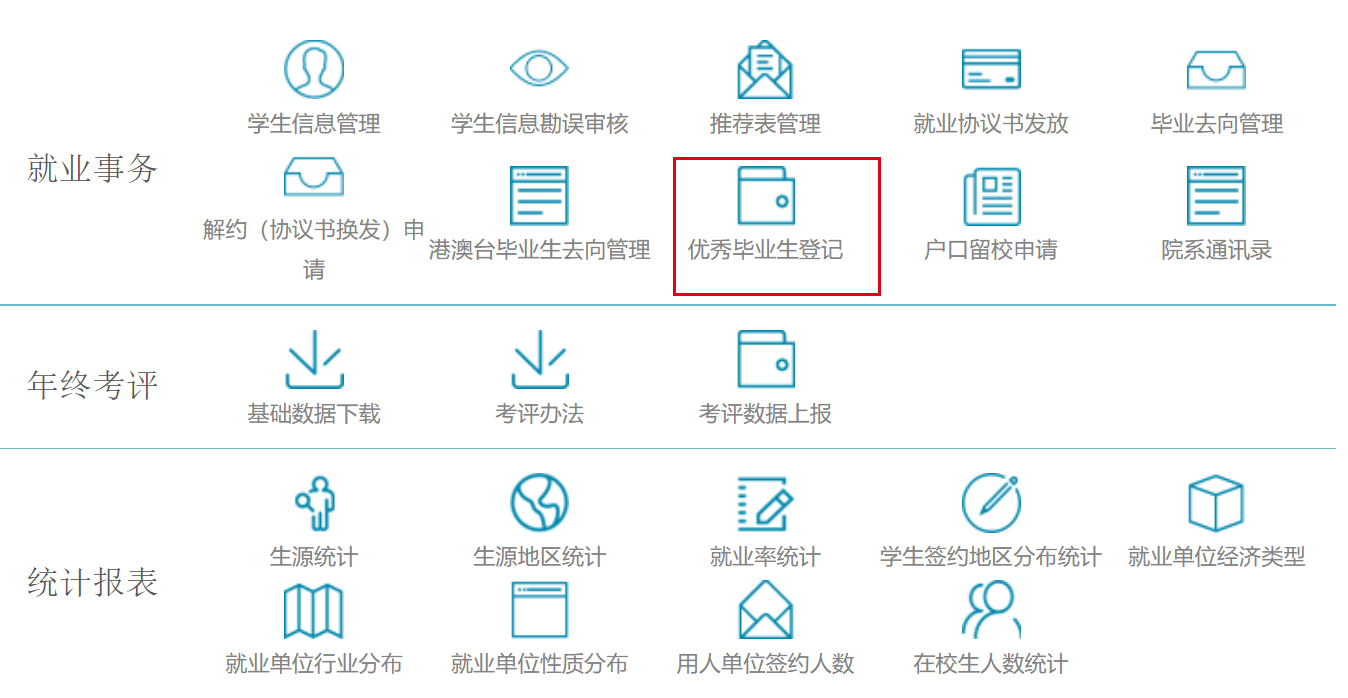 学生信息管理
学生信息勘误审核
推荐表管理
就业协议书发放
毕业去向管理
就业事务
解约（协议书换发）申
请
港澳台毕业生去向管理
优秀毕业生登记
户口留校申请
院系通讯录
年终考评
基础数据下载
考评办法
考评数据上报
统计报表
生源统计
生源地区统计
就业率统计
学生签约地区分布统计
就业单位经济类型
就业单位行业分布
就业单位性质分布
用人单位签约人数
在校生人数统计